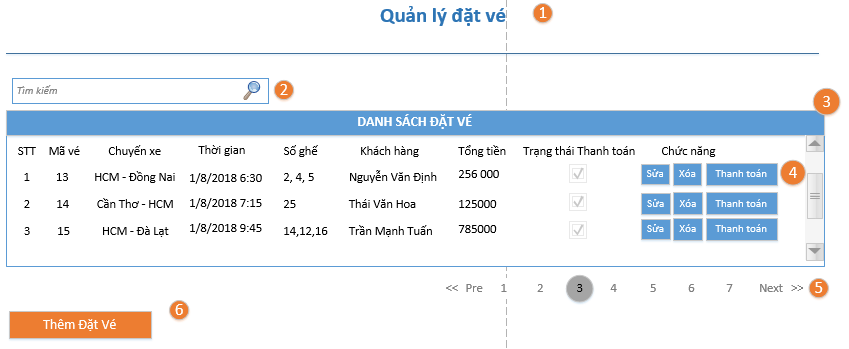 Quản lý đặt vé 1
Tìm kiếm 2
3
DANH SÁCH ĐẶT VÉ
STT Mã vé Chuyến xe Thời gian Số ghế Khách hàng Tổng tiền Trạng thái Thanh toán Chức năng
1 13 HCM - Đồng Nai 1/8/2018 6:30 2, 4, 5 Nguyễn Văn Định 256 000 Sửa Xóa Thanh toán 4
2 14 Cần Thơ - HCM 1/8/2018 7:15 25 Thái Văn Hoa 125000 Sửa Xóa Thanh toán
3 15 HCM - Đà Lạt 1/8/2018 9:45 14,12,16 Trần Mạnh Tuấn 785000 Sửa Xóa Thanh toán
<< Pre 1 2 3 4 5 6 7 Next >> 5
Thêm Đặt Vé 6